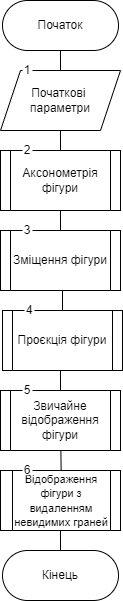 Початок
1
Початкові
параметри
2
Аксонометрія
фігури
3
Зміщення фігури
4
Проєкція фігури
5
Звичайне
відображення
фігури
6
Відображення
фігури з
видаленням
невидимих граней
Кінець